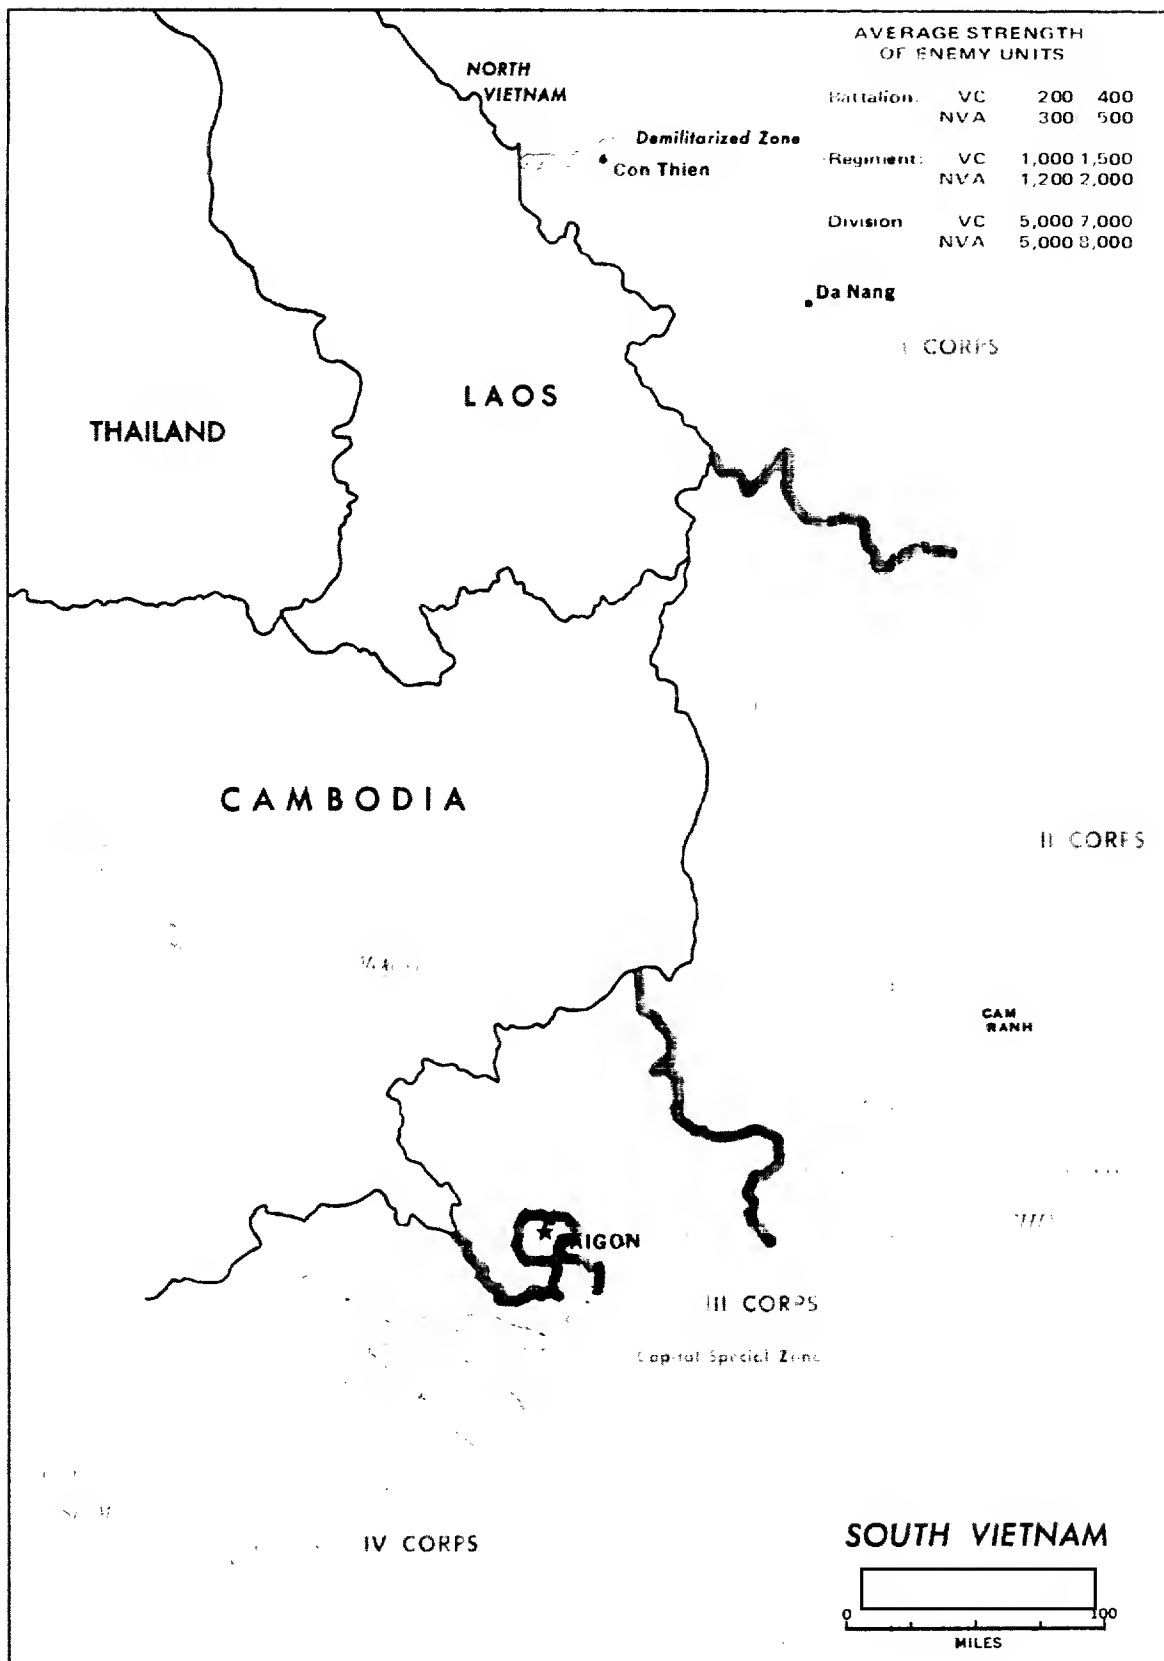 AVERAGE STRENGTH
OF ENEMY UNITS
Battalion: VC 200 400
NVA 300 500
Regiment: VC 1,000 1,500
NVA 1,200 2,000
Division VC 5,000 7,000
NVA 5,000 8,000
NORTH
VIETNAM
Demilitarized Zone
Con Thien
Da Nang
I CORPS
LAOS
THAILAND
CAMBODIA
II CORPS
CAM
RANH
AIGON
III CORPS
Capital Special Zone
IV CORPS
SOUTH VIETNAM
0 100
MILES